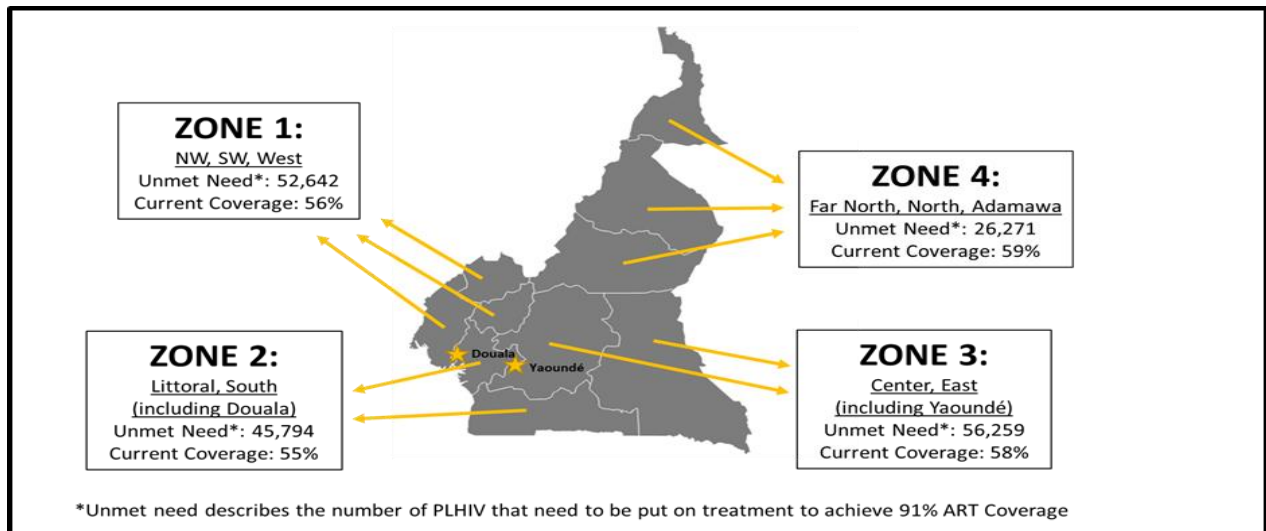 ZONE 1:
NW, SW, West
Unmet Need*: 52,642
Current Coverage: 56%
ZONE 4:
Far North, North, Adamawa
Unmet Need*: 26,271
Current Coverage: 59%
ZONE 2:
Littoral, South
(including Douala)
Unmet Need*: 45,794
Current Coverage: 55%
Douala
Yaoundé
ZONE 3:
Center, East
(including Yaoundé)
Unmet Need*: 56,259
Current Coverage: 58%
*Unmet need describes the number of PLHIV that need to be put on treatment to achieve 91% ART Coverage